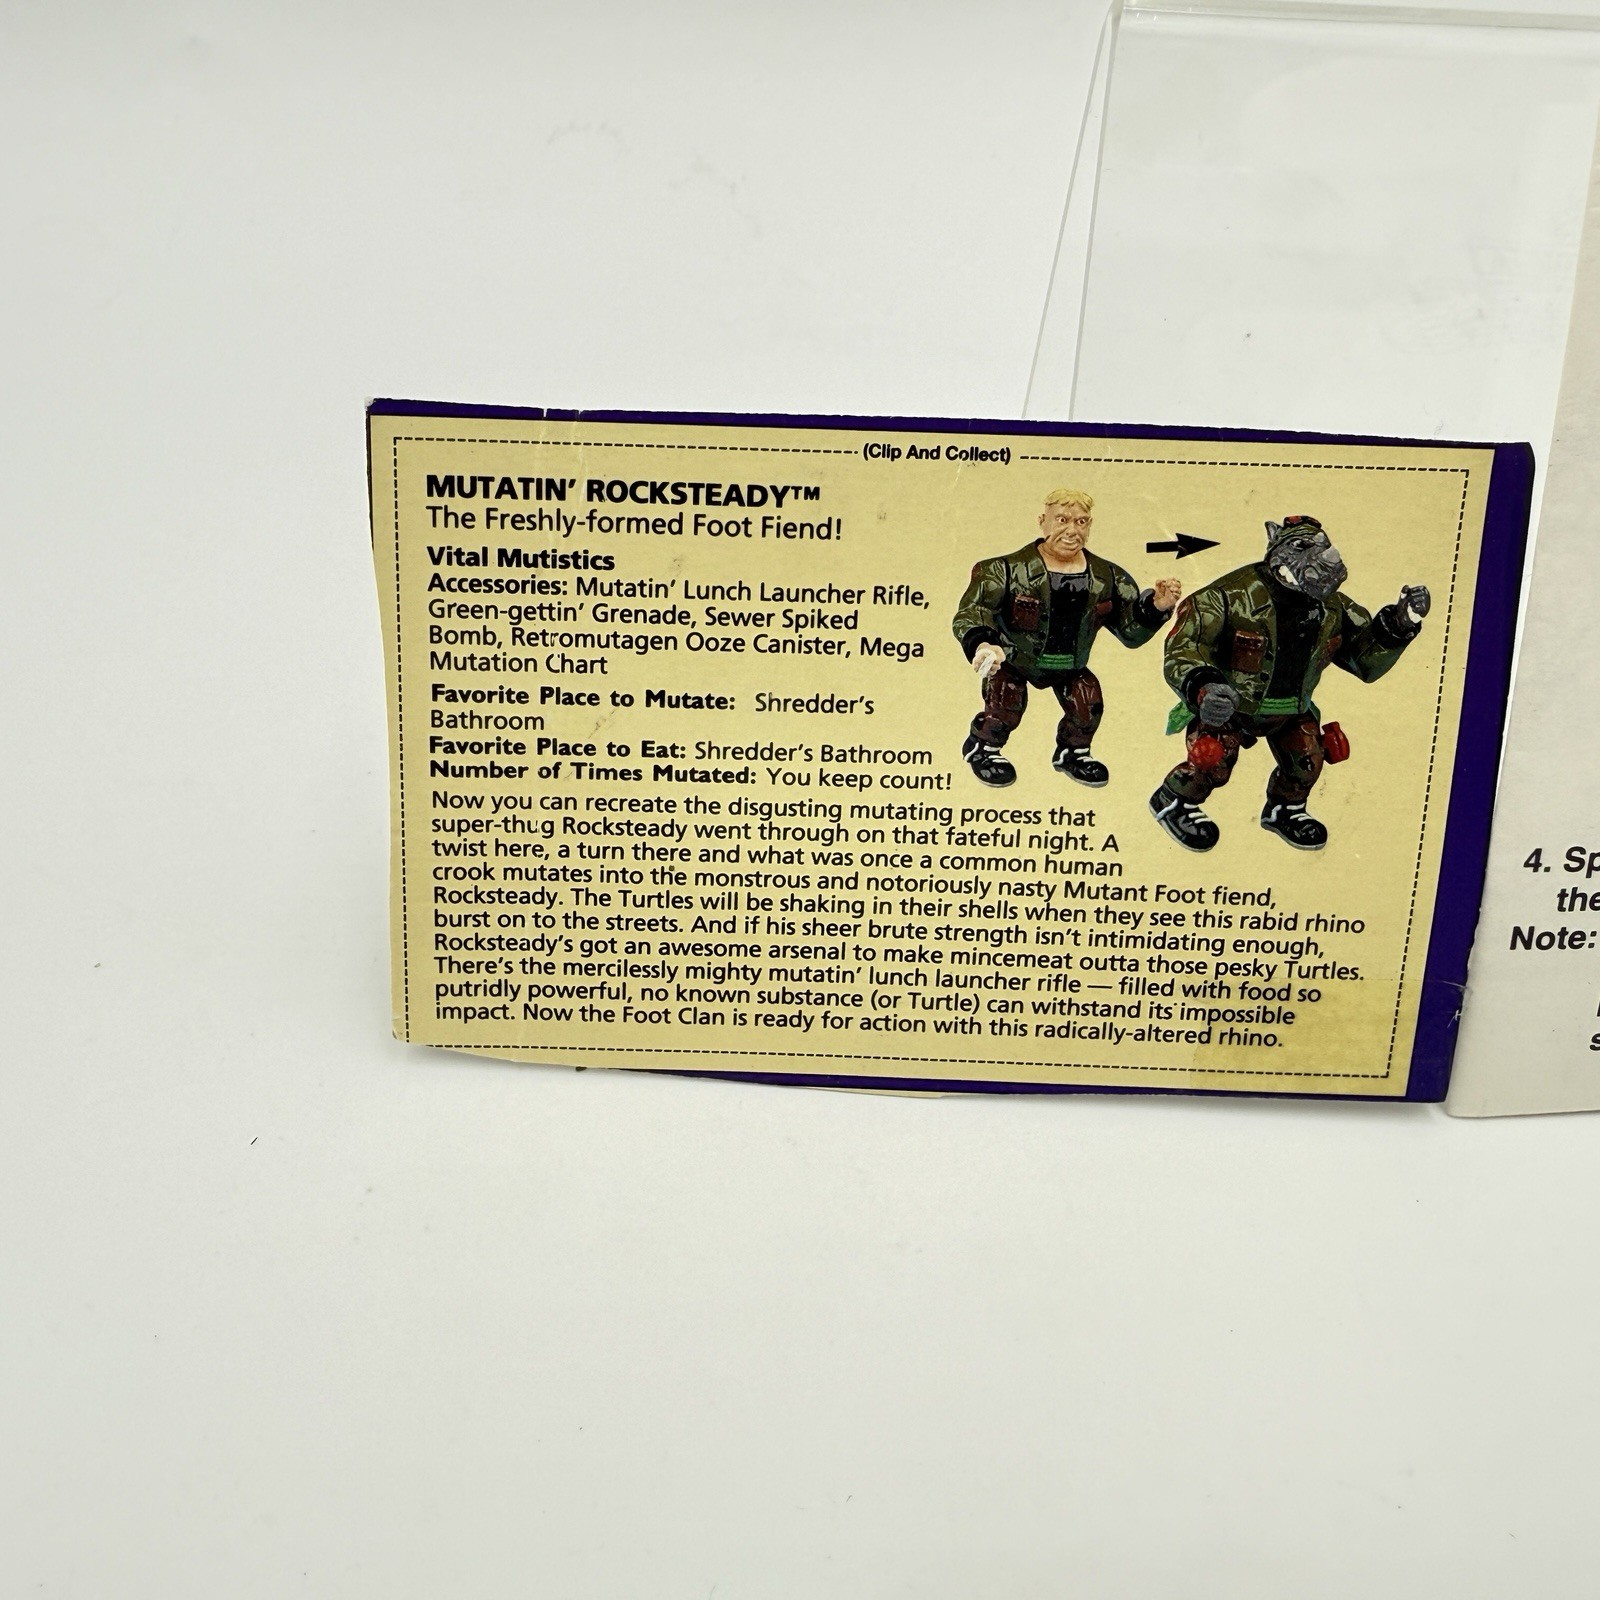 (Clip And Collect)
MUTATIN' ROCKSTEADY™
The Freshly-formed Foot Fiend!
Vital Mutistics
Accessories: Mutatin' Lunch Launcher Rifle,
Green-gettin' Grenade, Sewer Spiked
Bomb, Retromutagen Ooze Canister, Mega
Mutation Chart
Favorite Place to Mutate: Shredder's
Bathroom
Favorite Place to Eat: Shredder's Bathroom
Number of Times Mutated: You keep count!
Now you can recreate the disgusting mutating process that
super-thug Rocksteady went through on that fateful night. A
twist here, a turn there and what was once a common human
crook mutates into the monstrous and notoriously nasty Mutant Foot fiend,
Rocksteady. The Turtles will be shaking in their shells when they see this rabid rhino
burst on to the streets. And if his sheer brute strength isn't intimidating enough,
Rocksteady's got an awesome arsenal to make mincemeat outta those pesky Turtles.
There's the mercilessly mighty mutatin' lunch launcher rifle — filled with food so
putridly powerful, no known substance (or Turtle) can withstand its impossible
impact. Now the Foot Clan is ready for action with this radically-altered rhino.
4. Sp
the
Note: